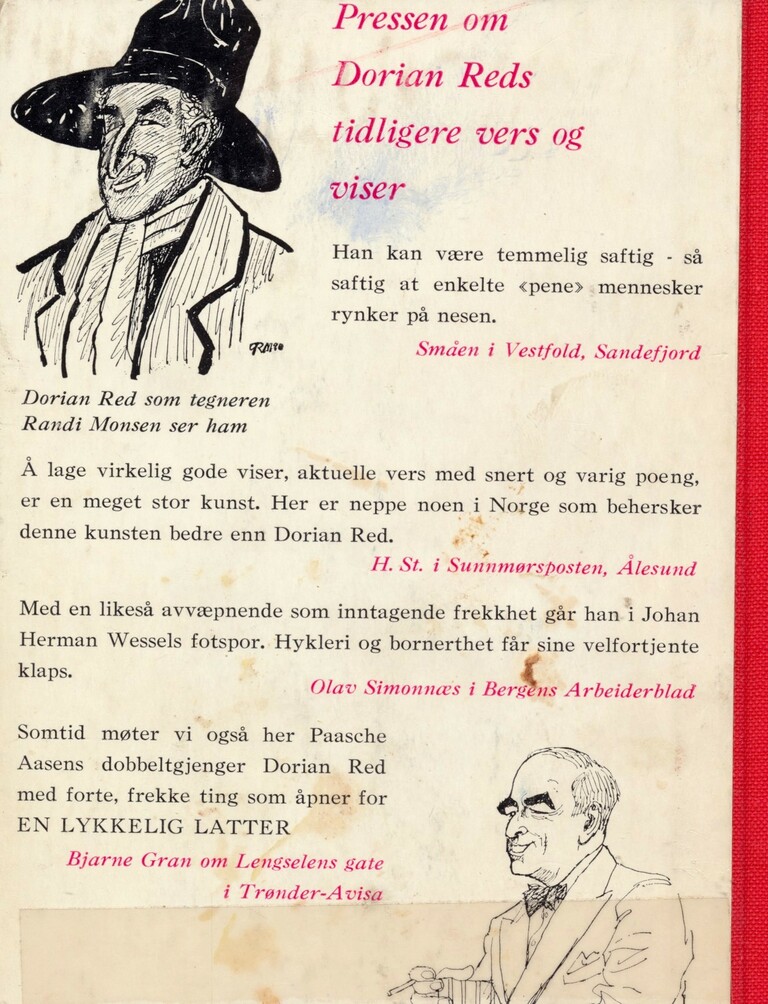 Pressen om
Dorian Reds
tidligere vers og
viser
Han kan være temmelig saftig - så
saftig at enkelte «pene» mennesker
rynker på nesen.
Småen i Vestfold, Sandefjord
Dorian Red som tegneren
Randi Monsen ser ham
Å lage virkelig gode viser, aktuelle vers med snert og varig poeng,
er en meget stor kunst. Her er neppe noen i Norge som behersker
denne kunsten bedre enn Dorian Red.
H. St. i Sunnmørsposten, Ålesund
Med en likeså avvæpnende som inntagende frekkhet går han i Johan
Herman Wessels fotspor. Hykleri og bornerthet får sine velfortjente
klaps.
Olav Simonnæs i Bergens Arbeiderblad
Somtid møter vi også her Paasche
Aasens dobbeltgjenger Dorian Red
med forte, frekke ting som åpner for
EN LYKKELIG LATTER
Bjarne Gran om Lengselens gate
i Trønder-Avisa